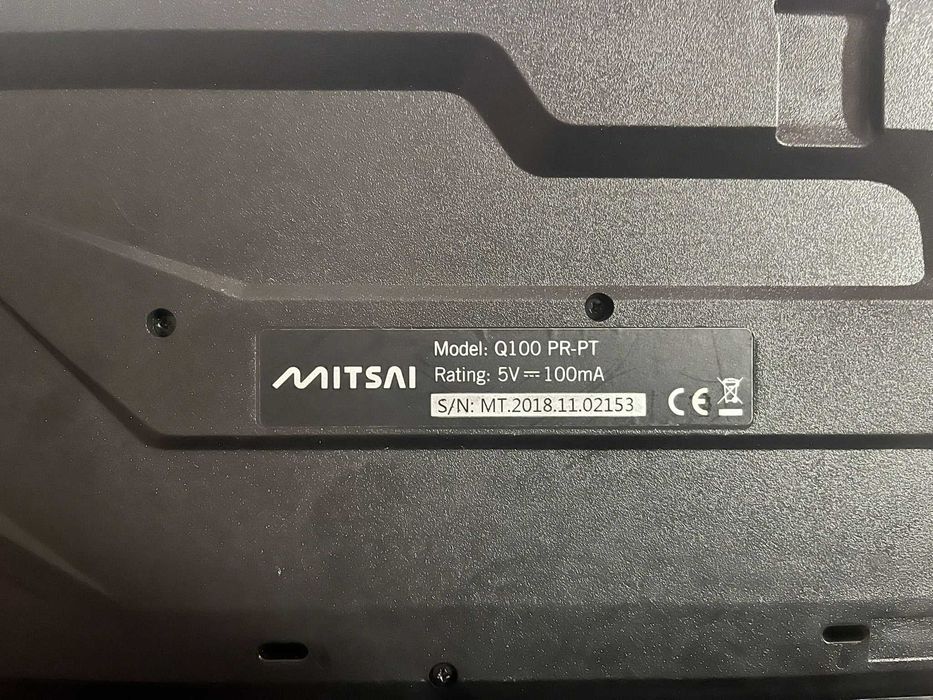 MITSAI
Model: Q100 PR-PT
Rating: 5V⎓100mA
S/N: MT.2018.11.02153
CE